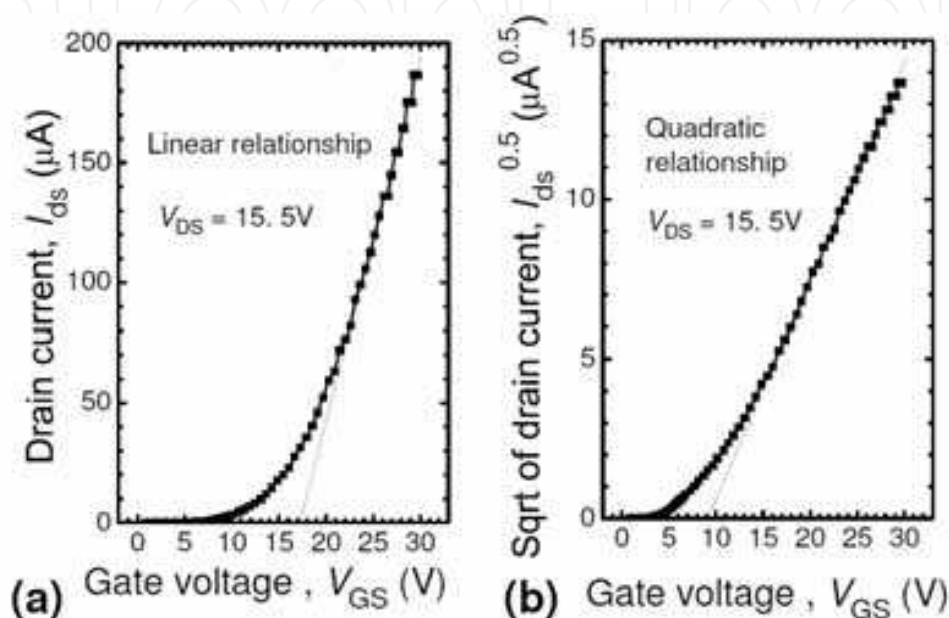 200
150
100
50
0
Drain current, I_ds (μA)
Linear relationship
V_DS = 15. 5V
0 5 10 15 20 25 30
(a) Gate voltage , V_GS (V)
15
10
5
0
Sqrt of drain current, I_ds^0.5 (μA^0.5)
Quadratic
relationship
V_DS = 15. 5V
0 5 10 15 20 25 30
(b) Gate voltage , V_GS (V)